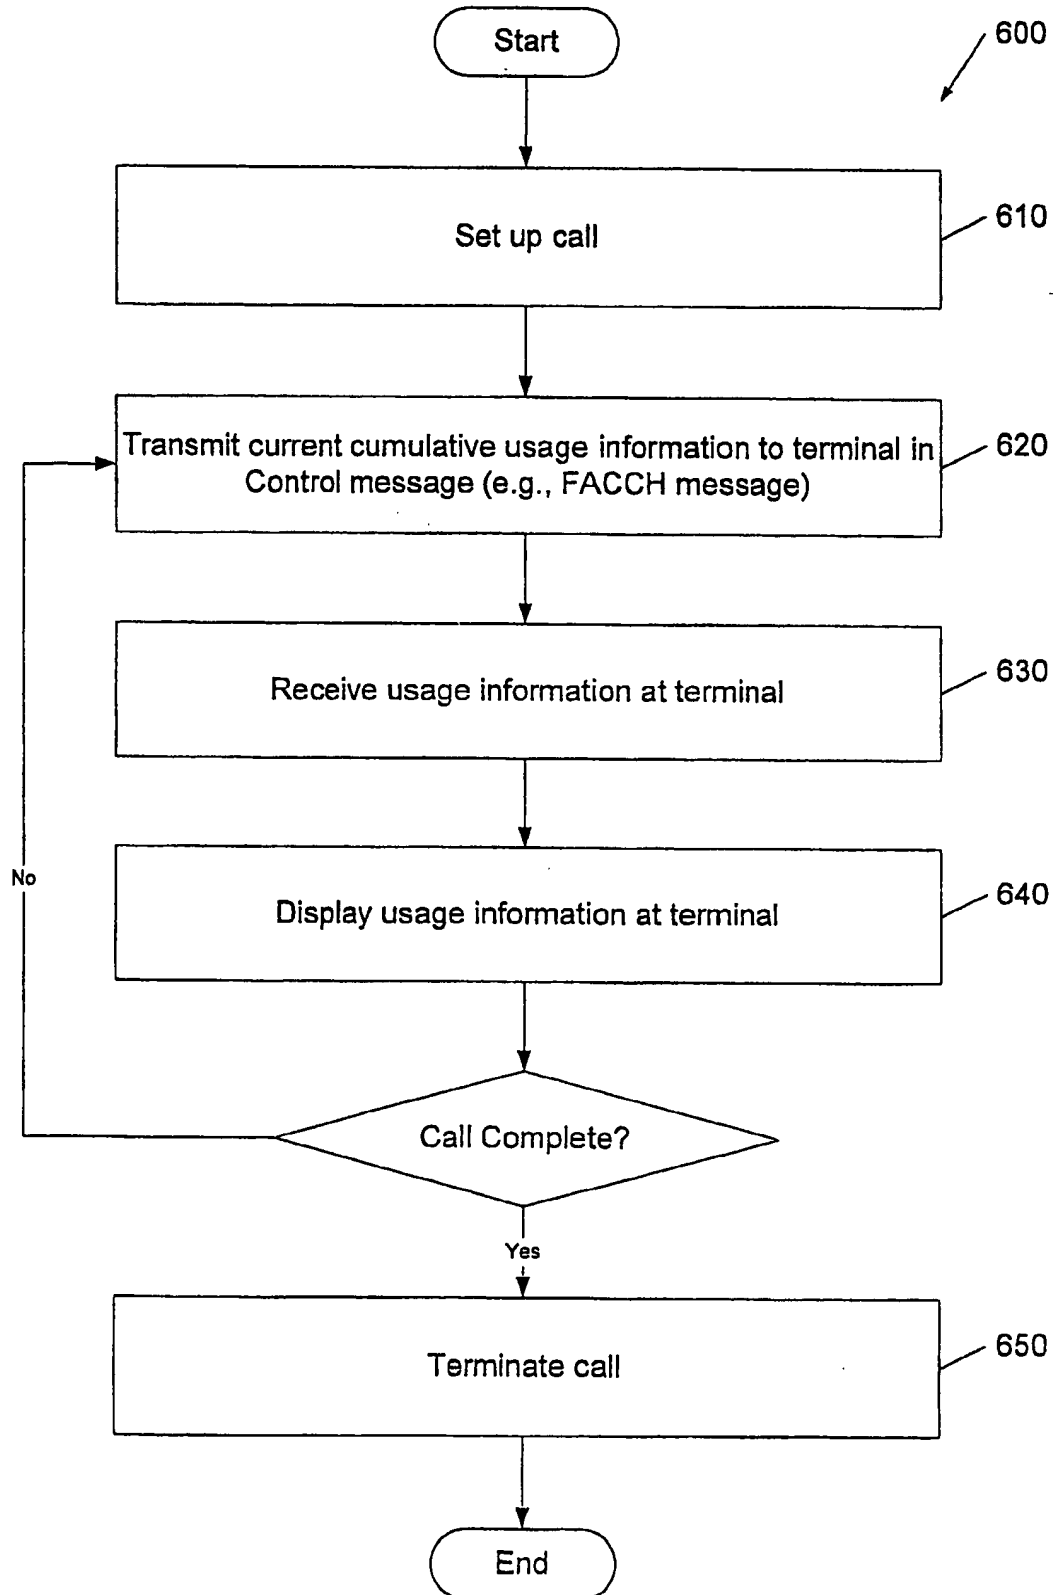 Start
600
Set up call
610
Transmit current cumulative usage information to terminal in
Control message (e.g., FACCH message)
620
Receive usage information at terminal
630
Display usage information at terminal
640
No
Call Complete?
Yes
Terminate call
650
End